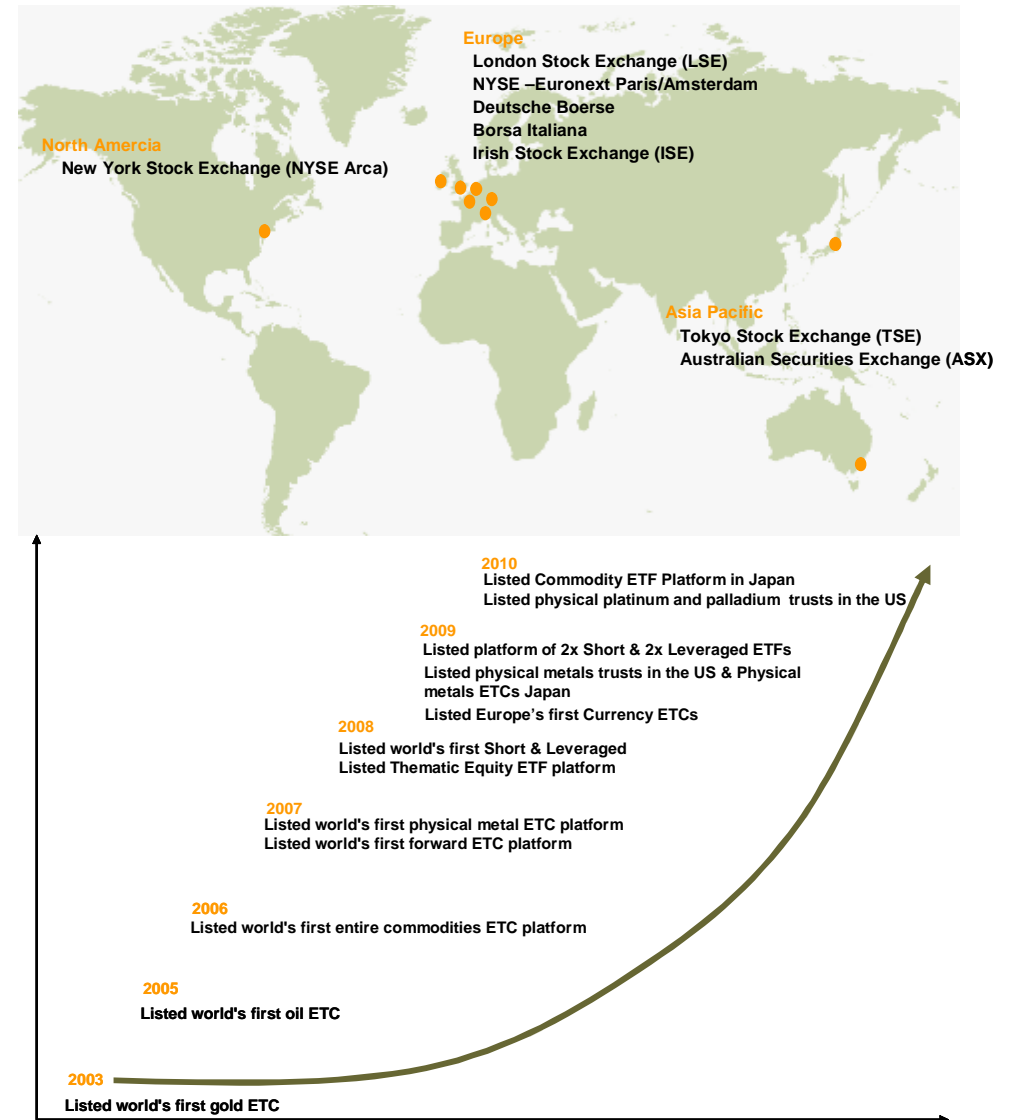 Europe
London Stock Exchange (LSE)
NYSE –Euronext Paris/Amsterdam
Deutsche Boerse
Borsa Italiana
Irish Stock Exchange (ISE)
North Amercia
New York Stock Exchange (NYSE Arca)
Asia Pacific
Tokyo Stock Exchange (TSE)
Australian Securities Exchange (ASX)
2010
Listed Commodity ETF Platform in Japan
Listed physical platinum and palladium trusts in the US
2009
Listed platform of 2x Short & 2x Leveraged ETFs
Listed physical metals trusts in the US & Physical
metals ETCs Japan
Listed Europe’s first Currency ETCs
2008
Listed world's first Short & Leveraged
Listed Thematic Equity ETF platform
2007
Listed world's first physical metal ETC platform
Listed world's first forward ETC platform
2006
Listed world's first entire commodities ETC platform
2005
Listed world's first oil ETC
2003
Listed world's first gold ETC